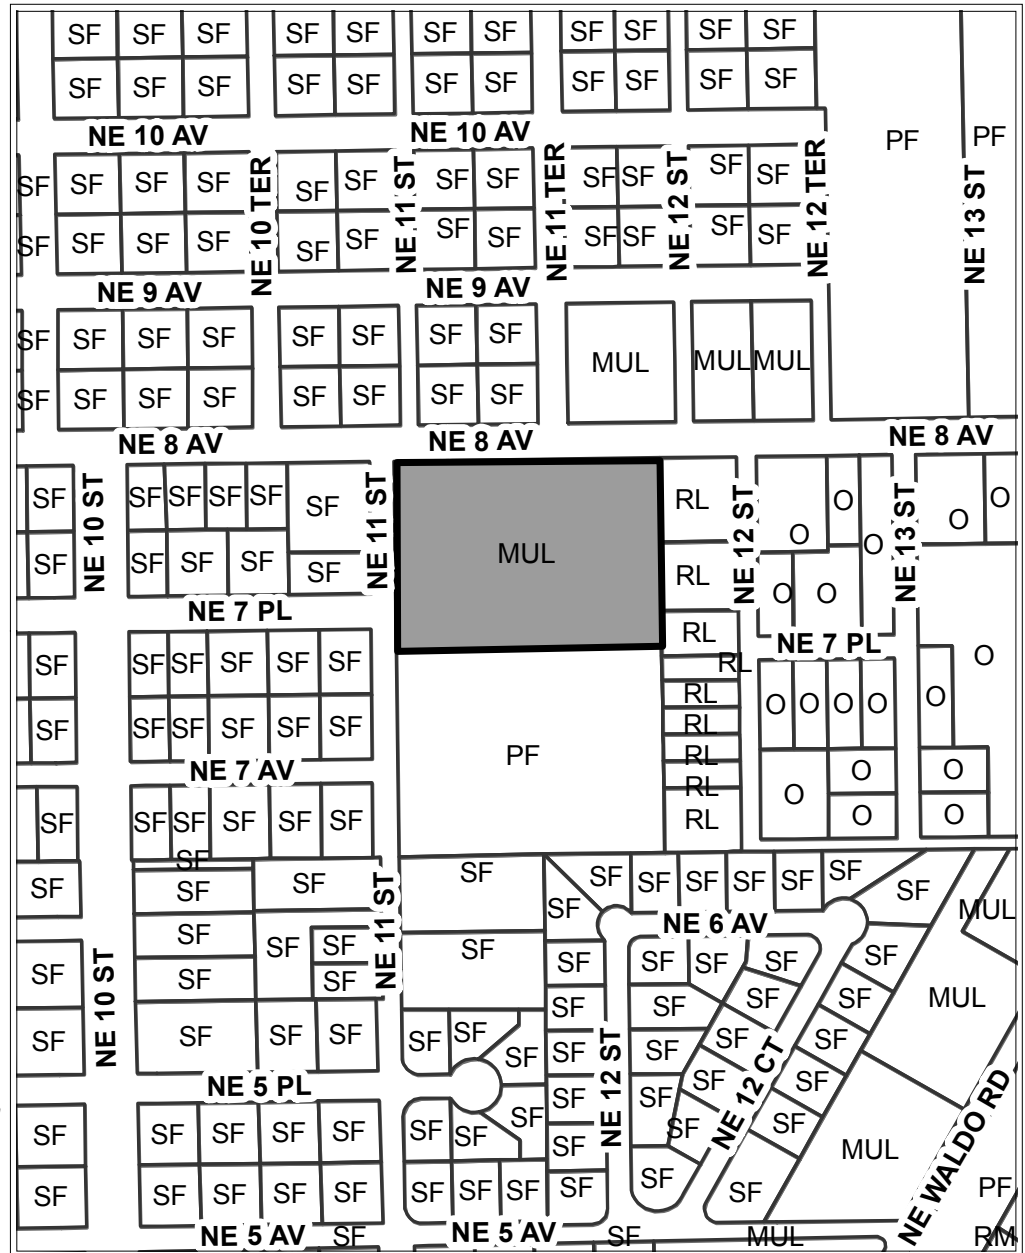 SF SF SF SF SF SF SF SF SF SF SF
SF SF SF SF SF SF SF SF SF SF SF
NE 10 AV NE 10 AV PF PF
SF SF SF SF SF SF SF SF SF SF SF SF
NE 10 TER NE 11 ST NE 11 TER NE 12 ST NE 12 TER NE 13 ST
SF SF SF SF SF SF SF SF SF SF SF SF
NE 9 AV NE 9 AV
SF SF SF SF SF SF SF SF
MUL MUL MUL
SF SF SF SF SF SF SF SF
NE 8 AV NE 8 AV NE 8 AV
SF SF SF SF SF SF RL O O O
NE 10 ST NE 11 ST MUL NE 12 ST O O NE 13 ST
SF SF SF SF SF RL O O
NE 7 PL RL NE 7 PL
SF SF SF SF SF SF RL O
RL O O O O O
SF SF SF SF SF SF RL
NE 7 AV PF RL O O
RL O
SF SF SF SF SF SF RL O O
SF
SF SF SF SF SF SF SF SF SF SF SF
SF MUL
NE 11 ST SF NE 6 AV
SF SF SF SF
SF SF SF SF SF SF SF SF
NE 10 ST SF SF SF SF SF SF MUL
SF SF SF SF SF SF SF SF SF SF
SF NE 12 ST SF SF
NE 5 PL SF SF SF NE 12 CT
SF SF SF SF SF SF SF SF SF SF SF SF NE WALDO RD
SF SF MUL
SF SF SF SF SF SF SF SF SF SF SF PF
NE 5 AV SF NE 5 AV SF MUL RM